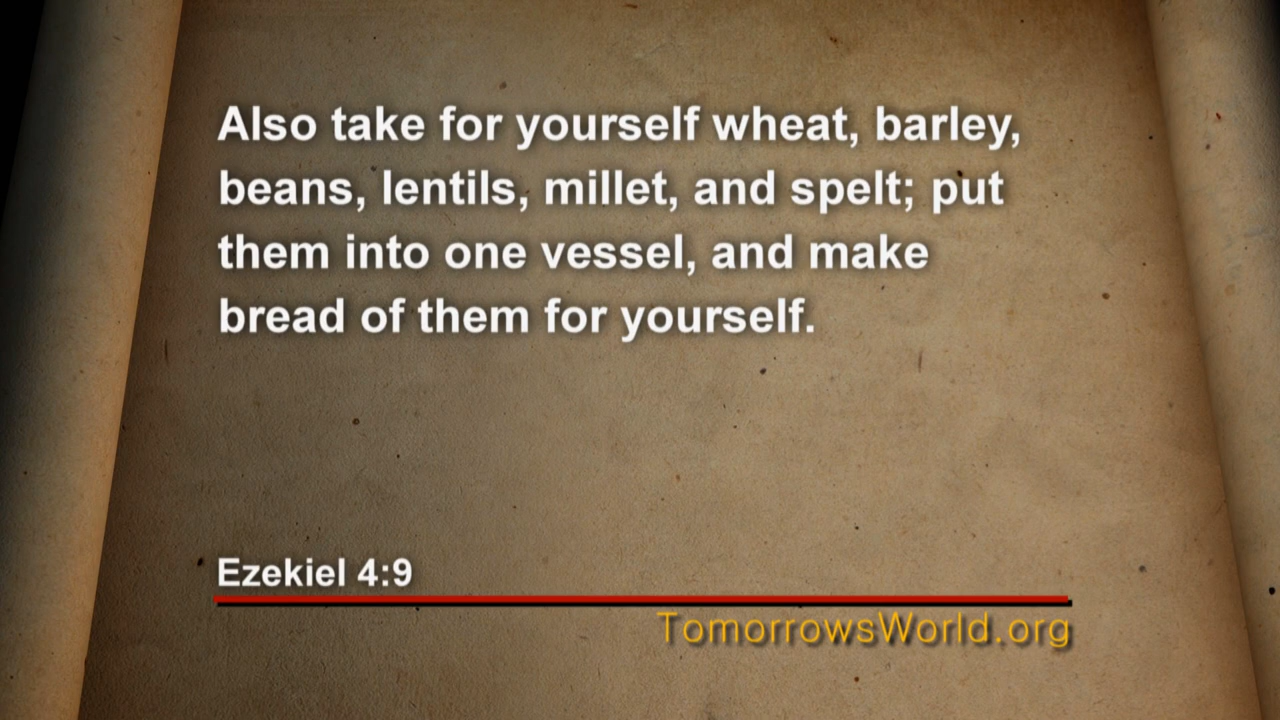 Also take for yourself wheat, barley,
beans, lentils, millet, and spelt; put
them into one vessel, and make
bread of them for yourself.
Ezekiel 4:9
TomorrowsWorld.org